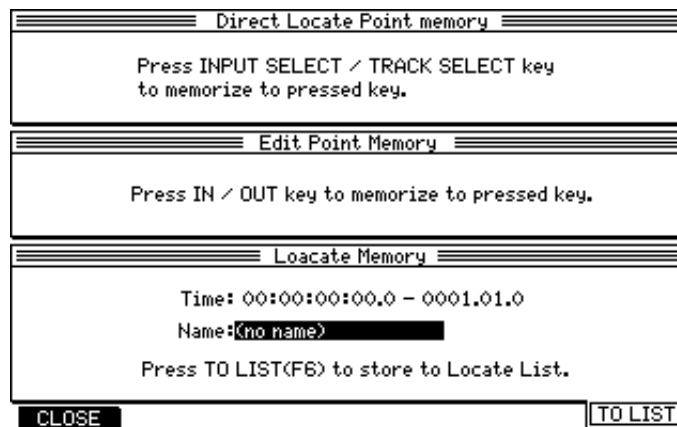 Direct Locate Point memory
Press INPUT SELECT / TRACK SELECT key
to memorize to pressed key.
Edit Point Memory
Press IN / OUT key to memorize to pressed key.
Loacate Memory
Time: 00:00:00:00.0 - 0001.01.0
Name:(no name)
Press TO LIST(F6) to store to Locate List.
CLOSE TO LIST